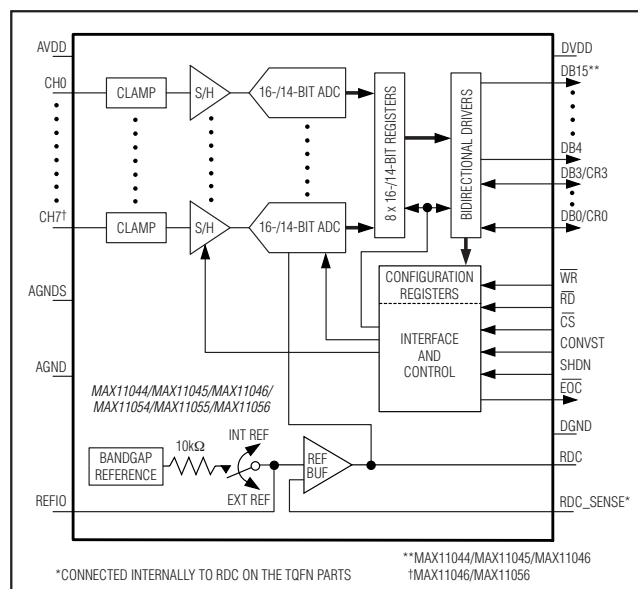 AVDD
DVDD
CH0
CLAMP
S/H
16-/14-BIT ADC
8 x 16-/14-BIT REGISTERS
BIDIRECTIONAL DRIVERS
DB15**
DB4
DB3/CR3
DB0/CR0
CH7†
CLAMP
S/H
16-/14-BIT ADC
AGNDS
AGND
CONFIGURATION
REGISTERS
INTERFACE
AND
CONTROL
WR
RD
CS
CONVST
SHDN
EOC
DGND
MAX11044/MAX11045/MAX11046/
MAX11054/MAX11055/MAX11056
BANDGAP
REFERENCE
10kΩ
INT REF
EXT REF
REF
BUF
RDC
REFIO
RDC_SENSE*
*CONNECTED INTERNALLY TO RDC ON THE TQFN PARTS
**MAX11044/MAX11045/MAX11046
†MAX11046/MAX11056